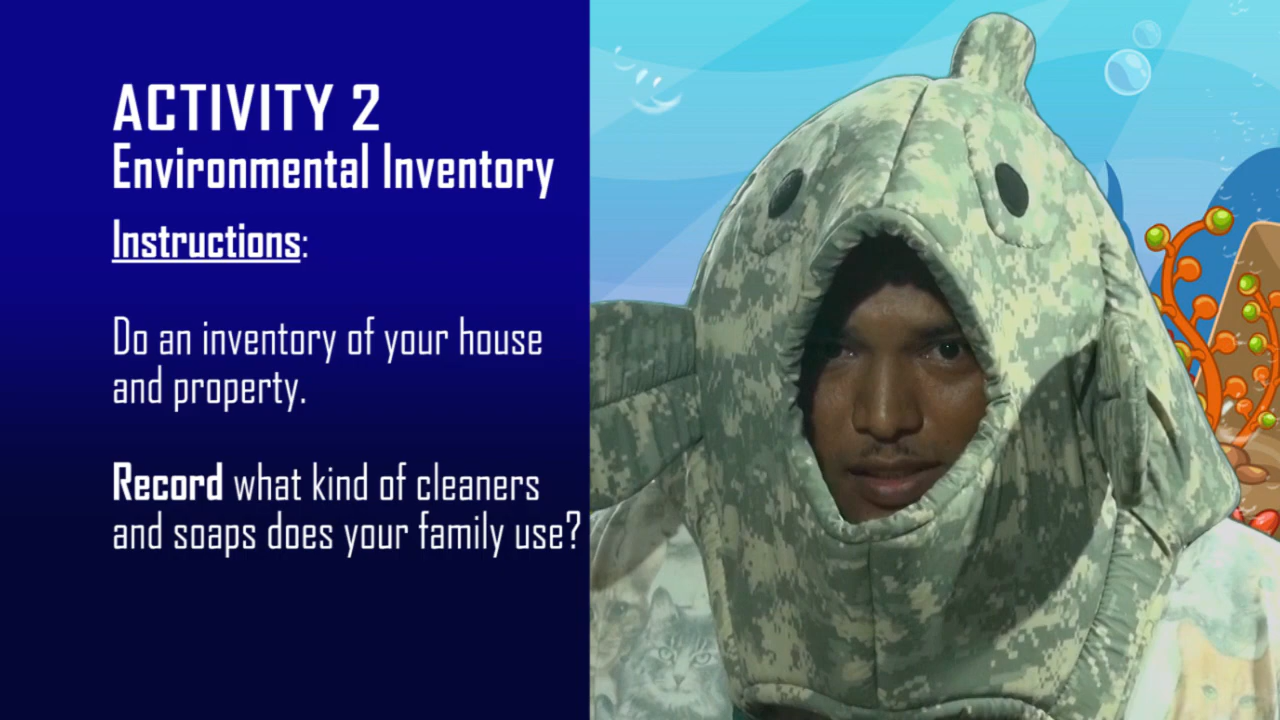 ACTIVITY 2
Environmental Inventory
Instructions:
Do an inventory of your house
and property.
Record what kind of cleaners
and soaps does your family use?